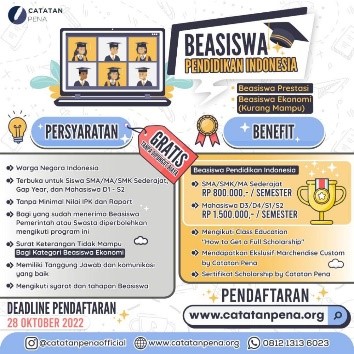 CATATAN
PENA
BEASISWA
PENDIDIKAN INDONESIA
Beasiswa Prestasi
Beasiswa Ekonomi
(Kurang Mampu)
PERSYARATAN
GRATIS
BENEFIT
Warga Negara Indonesia
Terbuka untuk Siswa SMA/MA/SMK Sederajat,
Gap Year, dan Mahasiswa D1 - S2
Tanpa Minimal Nilai IPK dan Raport
Bagi yang sudah menerima Beasiswa
Pemerintah atau Swasta diperbolehkan
mengikuti program ini
Surat Keterangan Tidak Mampu
Bagi Kategori Beasiswa Ekonomi
Memiliki Tanggung Jawab dan komunikasi
yang baik
Mengikuti syarat dan tahapan Beasiswa
Beasiswa Pendidikan Indonesia
SMA/SMK/MA Sederajat
RP 800.000,- / SEMESTER
Mahasiswa D3/D4/S1/S2
RP 1.500.000,- / SEMESTER
Mengikuti Class Education
"How to Get a Full Scholarship"
Mendapatkan Ekslusif Marchendise Custom
by Catatan Pena
Sertifikat Scholarship by Catatan Pena
DEADLINE PENDAFTARAN
28 OKTOBER 2022
PENDAFTARAN
www.catatanpena.org
@catatanpenaofficial
www.catatanpena.org
0812 1313 6023